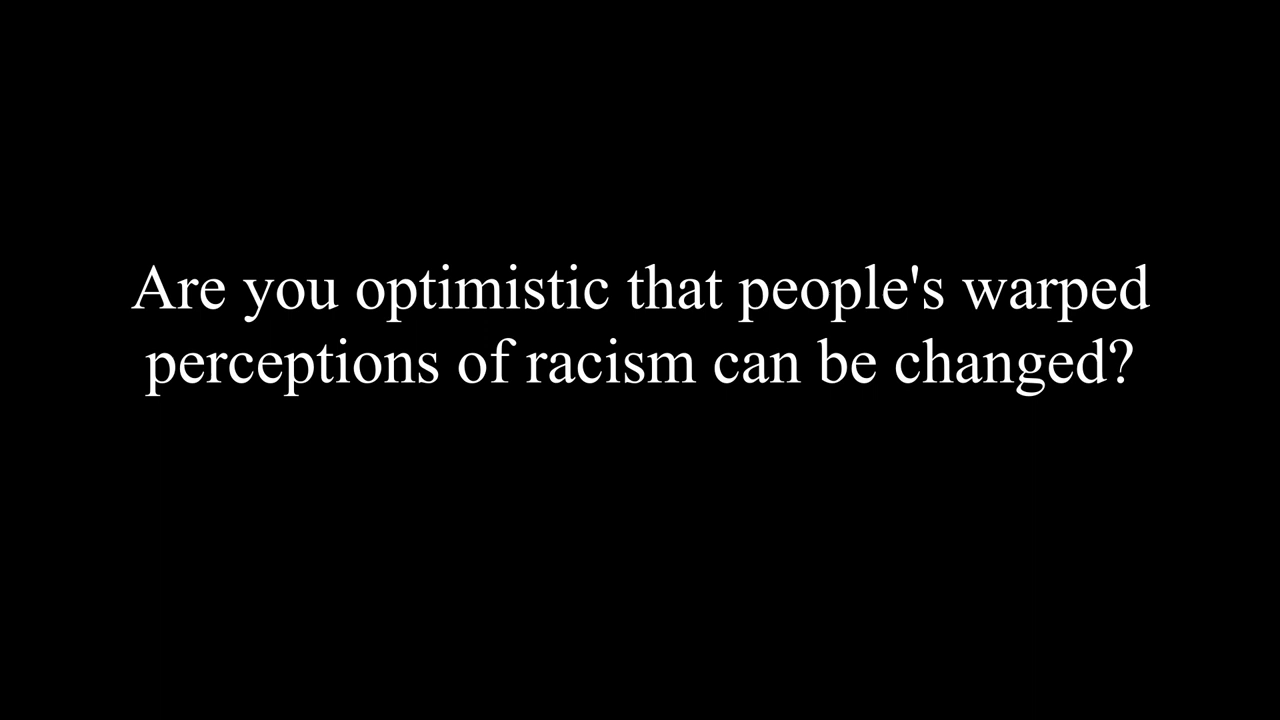 Are you optimistic that people's warped
perceptions of racism can be changed?